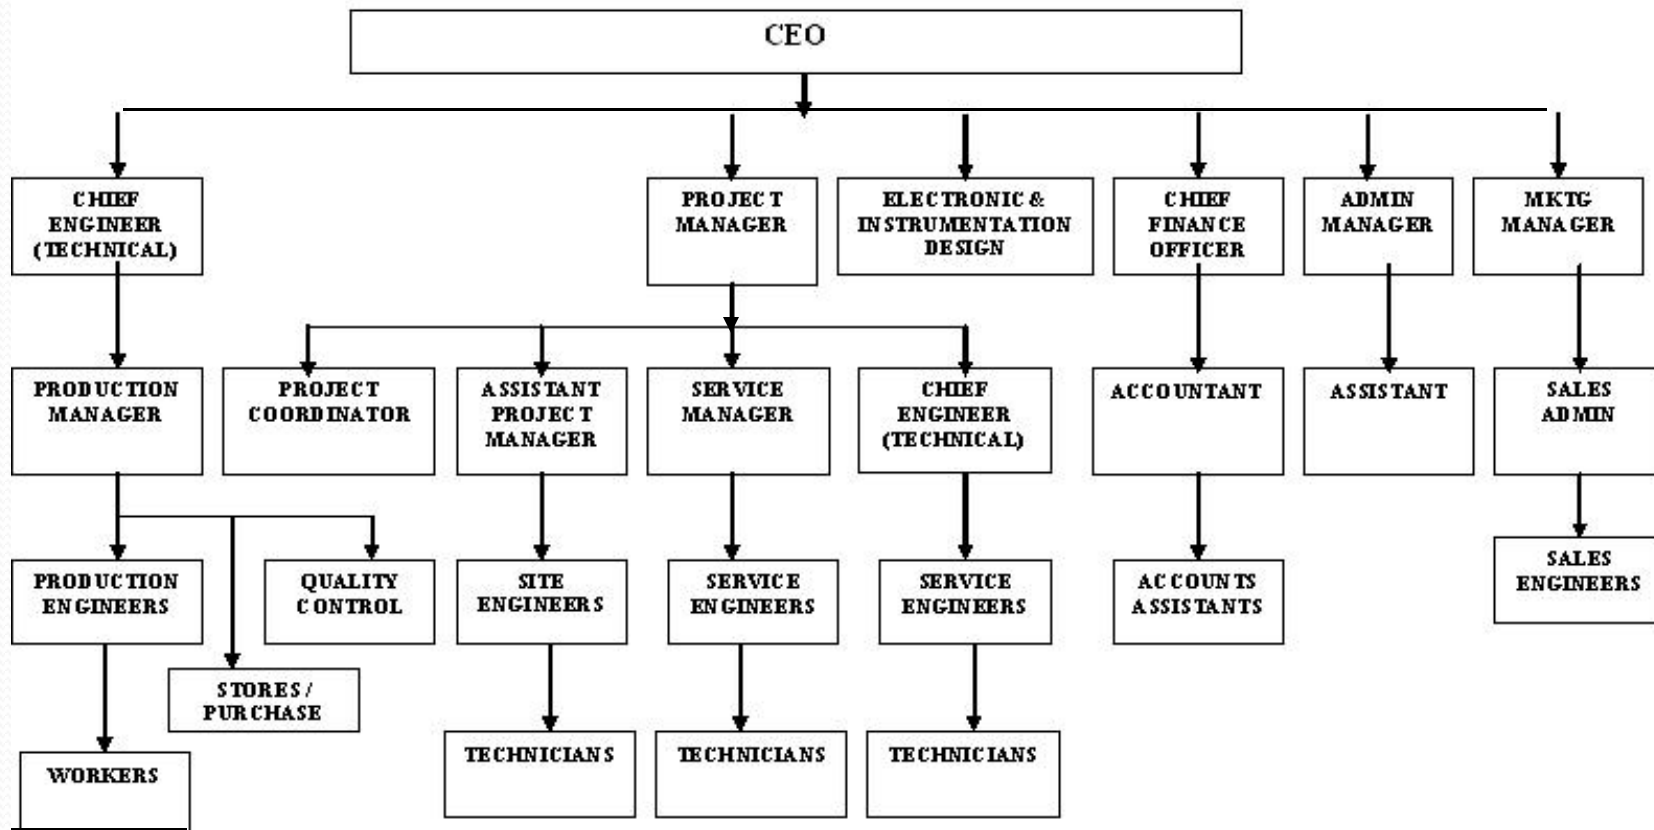 CEO
CHIEF
ENGINEER
(TECHNICAL)
PROJECT
MANAGER
ELECTRONIC &
INSTRUMENTATION
DESIGN
CHIEF
FINANCE
OFFICER
ADMIN
MANAGER
MKTG
MANAGER
PRODUCTION
MANAGER
PROJECT
COORDINATOR
ASSISTANT
PROJECT
MANAGER
SERVICE
MANAGER
CHIEF
ENGINEER
(TECHNICAL)
ACCOUNTANT
ASSISTANT
SALES
ADMIN
PRODUCTION
ENGINEERS
QUALITY
CONTROL
SITE
ENGINEERS
SERVICE
ENGINEERS
SERVICE
ENGINEERS
ACCOUNTS
ASSISTANTS
SALES
ENGINEERS
STORES /
PURCHASE
WORKERS
TECHNICIANS
TECHNICIANS
TECHNICIANS